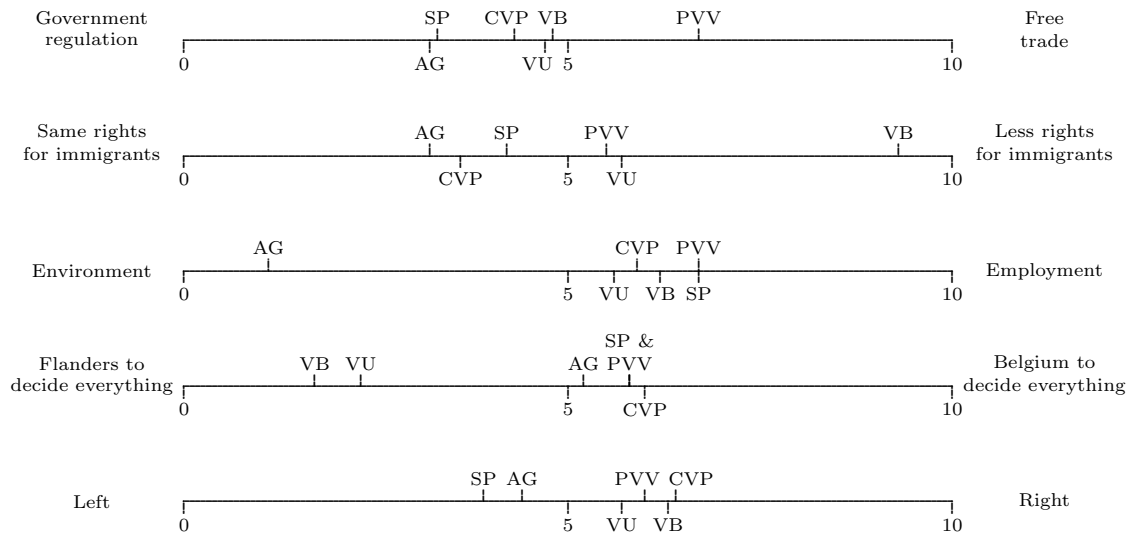 Government
regulation
SP CVP VB PVV
Free
trade
0 AG VU 5 10
Same rights
for immigrants
AG SP PVV VB
Less rights
for immigrants
0 CVP 5 VU 10
Environment
AG CVP PVV
Employment
0 5 VU VB SP 10
Flanders to
decide everything
SP &
VB VU AG PVV
Belgium to
decide everything
0 5 CVP 10
Left
SP AG PVV CVP
Right
0 5 VU VB 10